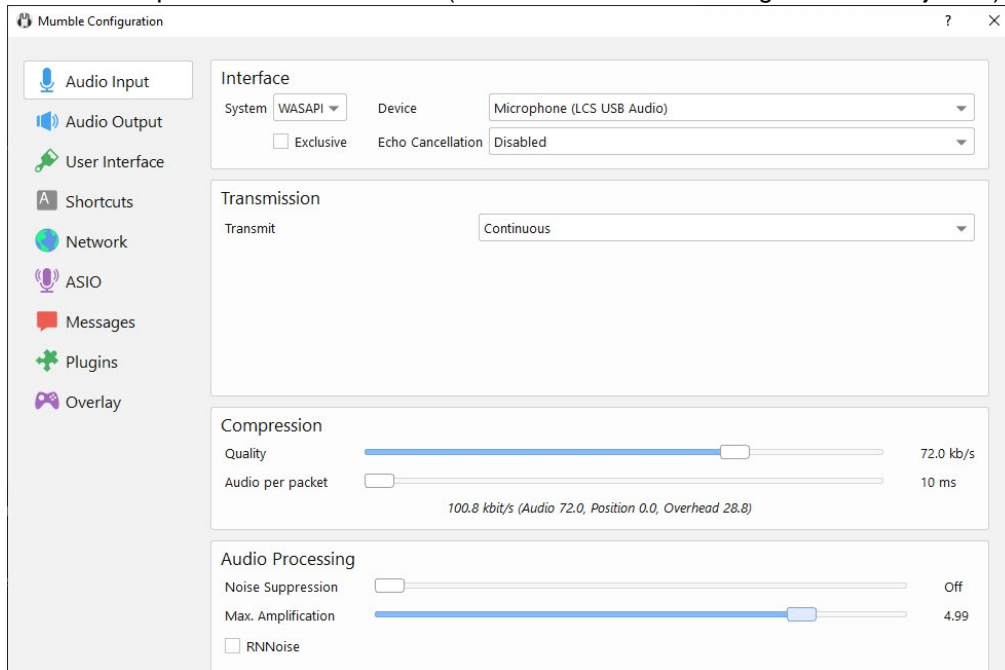 Mumble Configuration
?
Audio Input
Audio Output
User Interface
A Shortcuts
Network
ASIO
Messages
Plugins
Overlay
Interface
System WASAPI Device Microphone (LCS USB Audio)
Exclusive Echo Cancellation Disabled
Transmission
Transmit Continuous
Compression
Quality 72.0 kb/s
Audio per packet 10 ms
100.8 kbit/s (Audio 72.0, Position 0.0, Overhead 28.8)
Audio Processing
Noise Suppression Off
Max. Amplification 4.99
RNNoise